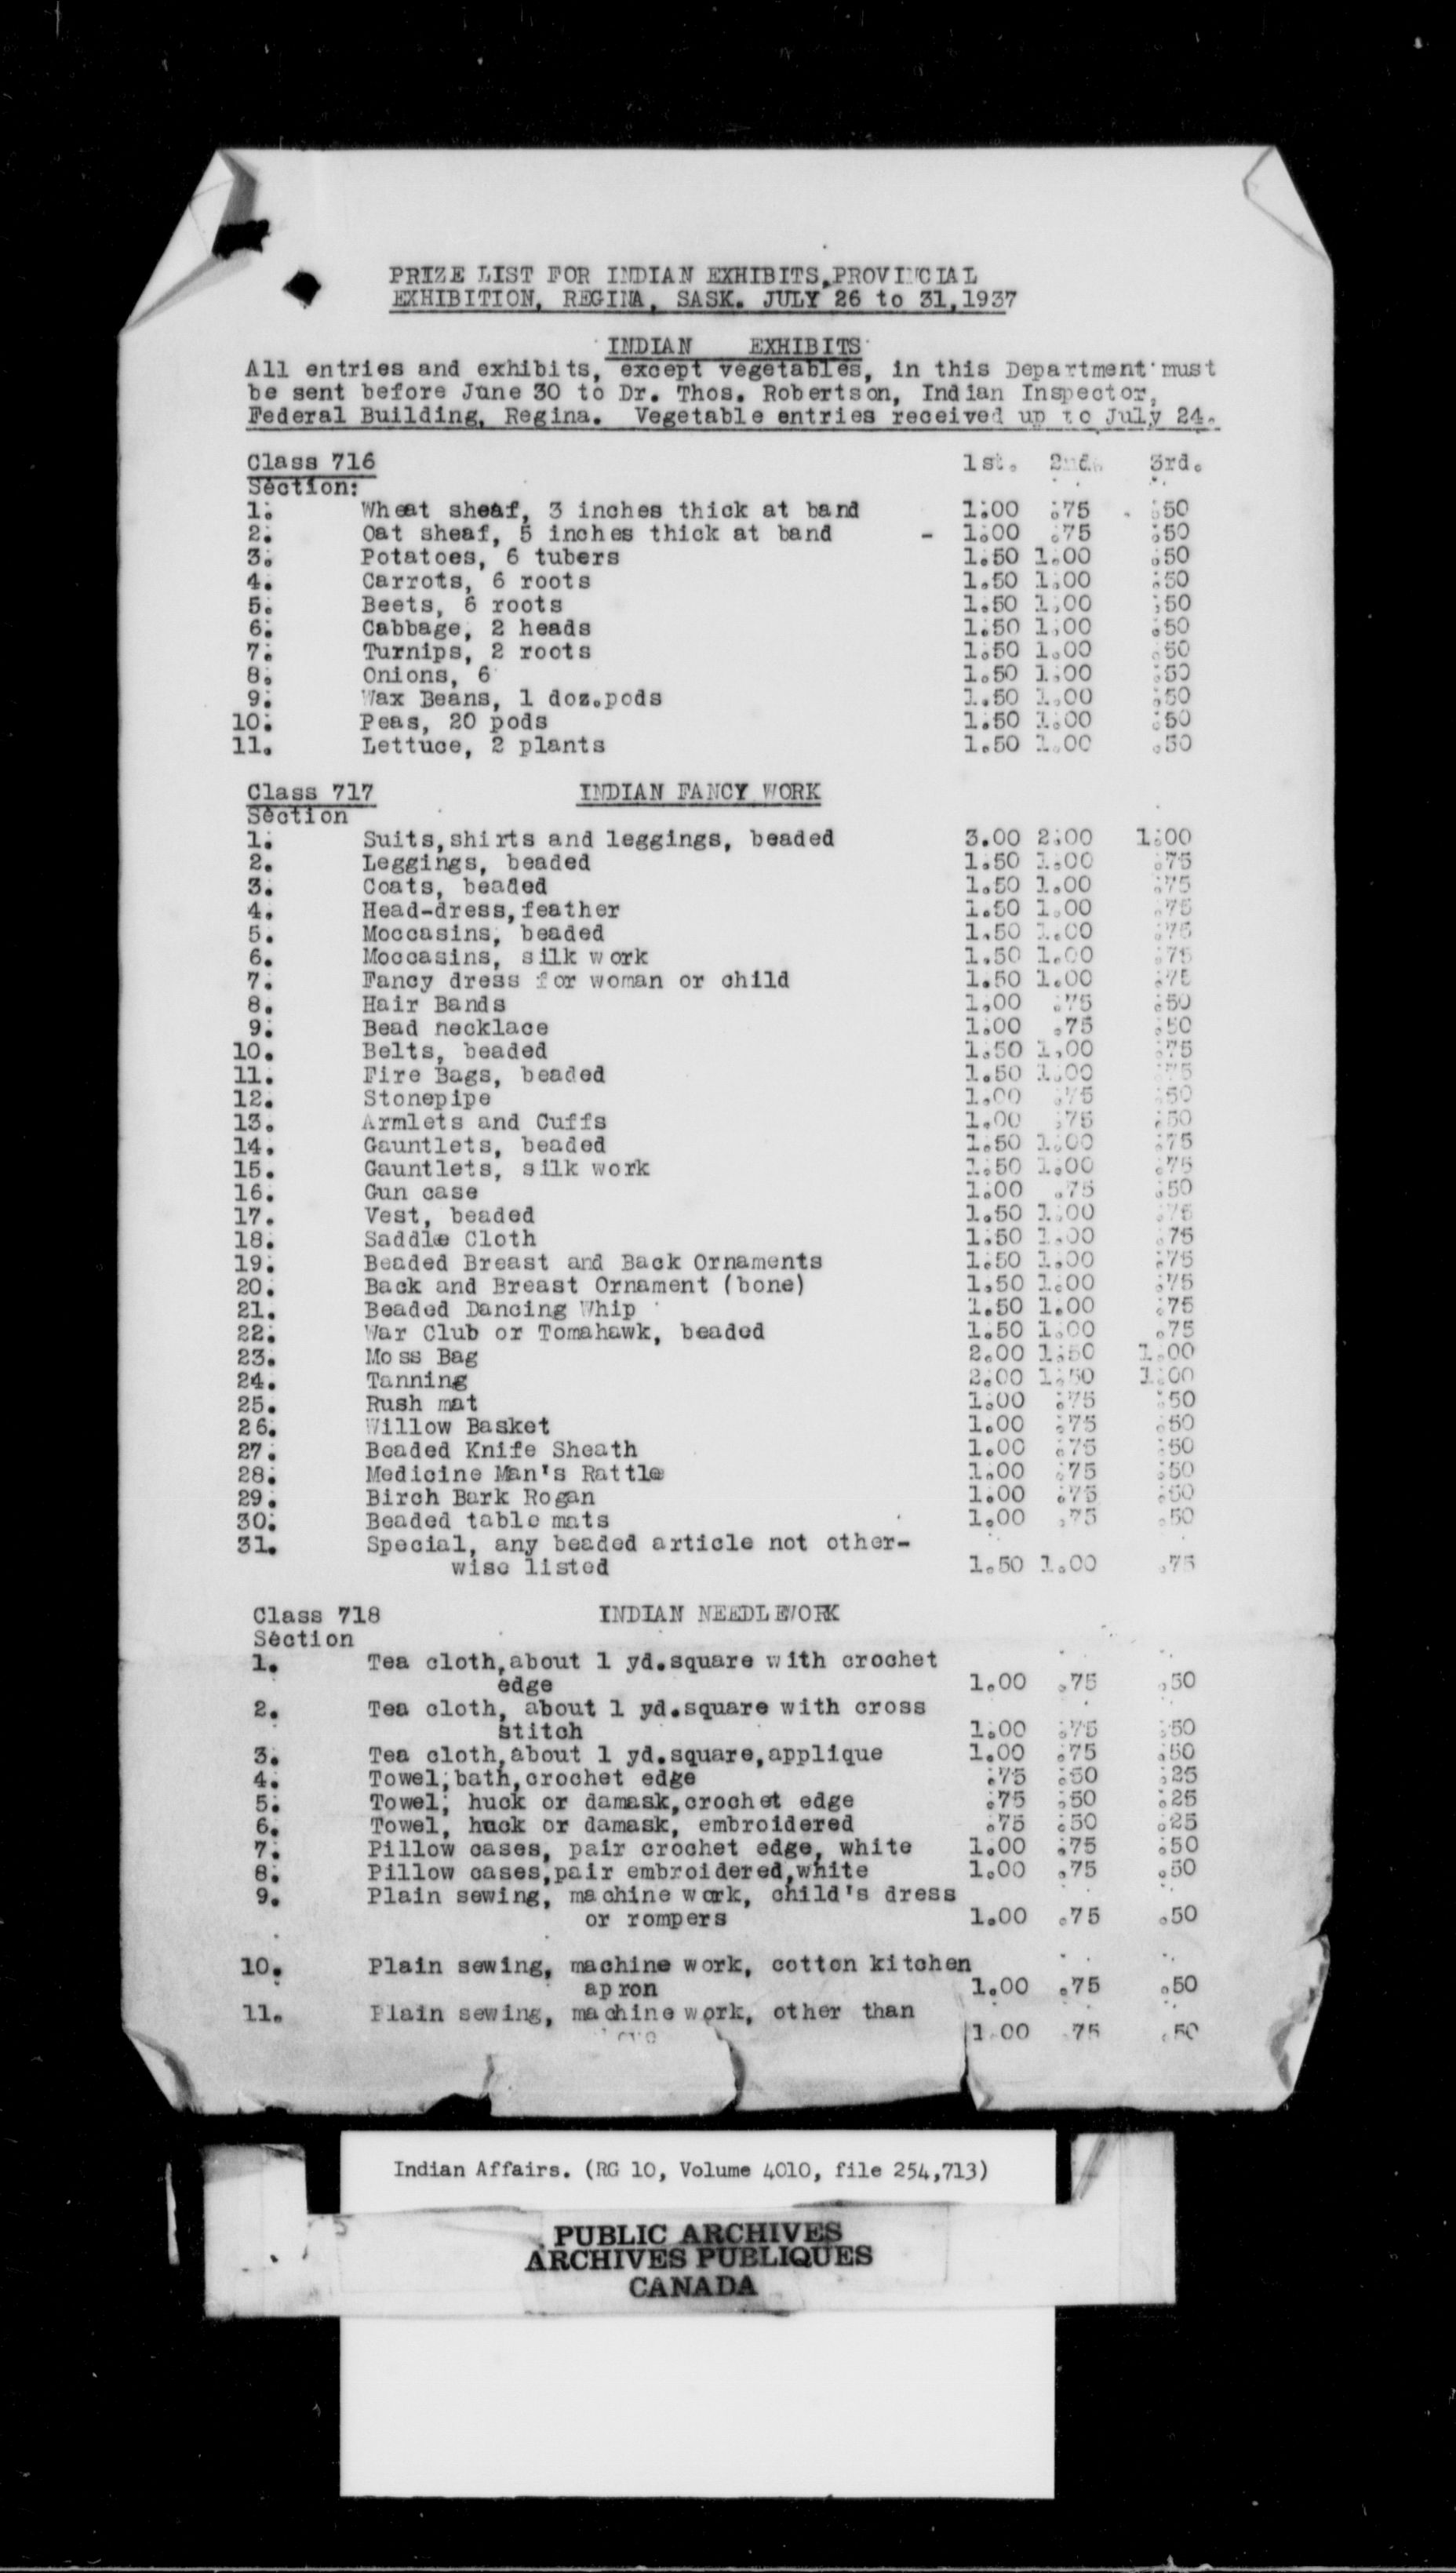 PRIZE LIST FOR INDIAN EXHIBITS, PROVINCIAL
EXHIBITION, REGINA, SASK. JULY 26 to 31, 1937
INDIAN EXHIBITS
All entries and exhibits, except vegetables, in this Department must
be sent before June 30 to Dr. Thos. Robertson, Indian Inspector,
Federal Building, Regina. Vegetable entries received up to July 24.
Class 716 1st. 2nd. 3rd.
Section:
1. Wheat sheaf, 3 inches thick at band 1.00 .75 .50
2. Oat sheaf, 5 inches thick at band - 1.00 .75 .50
3. Potatoes, 6 tubers 1.50 1.00 .50
4. Carrots, 6 roots 1.50 1.00 .50
5. Beets, 6 roots 1.50 1.00 .50
6. Cabbage, 2 heads 1.50 1.00 .50
7. Turnips, 2 roots 1.50 1.00 .50
8. Onions, 6 1.50 1.00 .50
9. Wax Beans, 1 doz.pods 1.50 1.00 .50
10. Peas, 20 pods 1.50 1.00 .50
11. Lettuce, 2 plants 1.50 1.00 .50
Class 717 INDIAN FANCY WORK
Section
1. Suits,shirts and leggings, beaded 3.00 2.00 1.00
2. Leggings, beaded 1.50 1.00 .75
3. Coats, beaded 1.50 1.00 .75
4. Head-dress,feather 1.50 1.00 .75
5. Moccasins, beaded 1.50 1.00 .75
6. Moccasins, silk work 1.50 1.00 .75
7. Fancy dress for woman or child 1.50 1.00 .75
8. Hair Bands 1.00 .75 .50
9. Bead necklace 1.00 .75 .50
10. Belts, beaded 1.50 1.00 .75
11. Fire Bags, beaded 1.50 1.00 .75
12. Stonepipe 1.00 .75 .50
13. Armlets and Cuffs 1.00 .75 .50
14. Gauntlets, beaded 1.50 1.00 .75
15. Gauntlets, silk work 1.50 1.00 .75
16. Gun case 1.00 .75 .50
17. Vest, beaded 1.50 1.00 .75
18. Saddle Cloth 1.50 1.00 .75
19. Beaded Breast and Back Ornaments 1.50 1.00 .75
20. Back and Breast Ornament (bone) 1.50 1.00 .75
21. Beaded Dancing Whip 1.50 1.00 .75
22. War Club or Tomahawk, beaded 1.50 1.00 .75
23. Moss Bag 2.00 1.50 1.00
24. Tanning 2.00 1.50 1.00
25. Rush mat 1.00 .75 .50
26. Willow Basket 1.00 .75 .50
27. Beaded Knife Sheath 1.00 .75 .50
28. Medicine Man's Rattle 1.00 .75 .50
29. Birch Bark Rogan 1.00 .75 .50
30. Beaded table mats 1.00 .75 .50
31. Special, any beaded article not other-
wise listed 1.50 1.00 .75
Class 718 INDIAN NEEDLEWORK
Section
1. Tea cloth,about 1 yd.square with crochet
edge 1.00 .75 .50
2. Tea cloth, about 1 yd.square with cross
stitch 1.00 .75 .50
3. Tea cloth,about 1 yd.square,applique 1.00 .75 .50
4. Towel,bath,crochet edge .75 .50 .25
5. Towel, huck or damask,crochet edge .75 .50 .25
6. Towel, huck or damask, embroidered .75 .50 .25
7. Pillow cases, pair crochet edge, white 1.00 .75 .50
8. Pillow cases,pair embroidered,white 1.00 .75 .50
9. Plain sewing, machine work, child's dress
or rompers 1.00 .75 .50
10. Plain sewing, machine work, cotton kitchen
apron 1.00 .75 .50
11. Plain sewing, machine work, other than
1.00 75 .50
Indian Affairs. (RG 10, Volume 4010, file 254,713)
PUBLIC ARCHIVES
ARCHIVES PUBLIQUES
CANADA